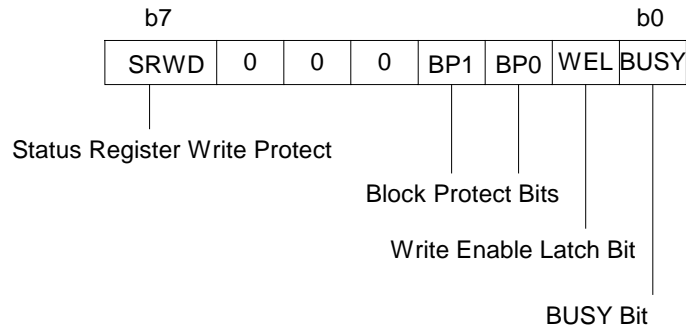 b7 b0
SRWD 0 0 0 BP1 BP0 WEL BUSY
Status Register Write Protect
Block Protect Bits
Write Enable Latch Bit
BUSY Bit